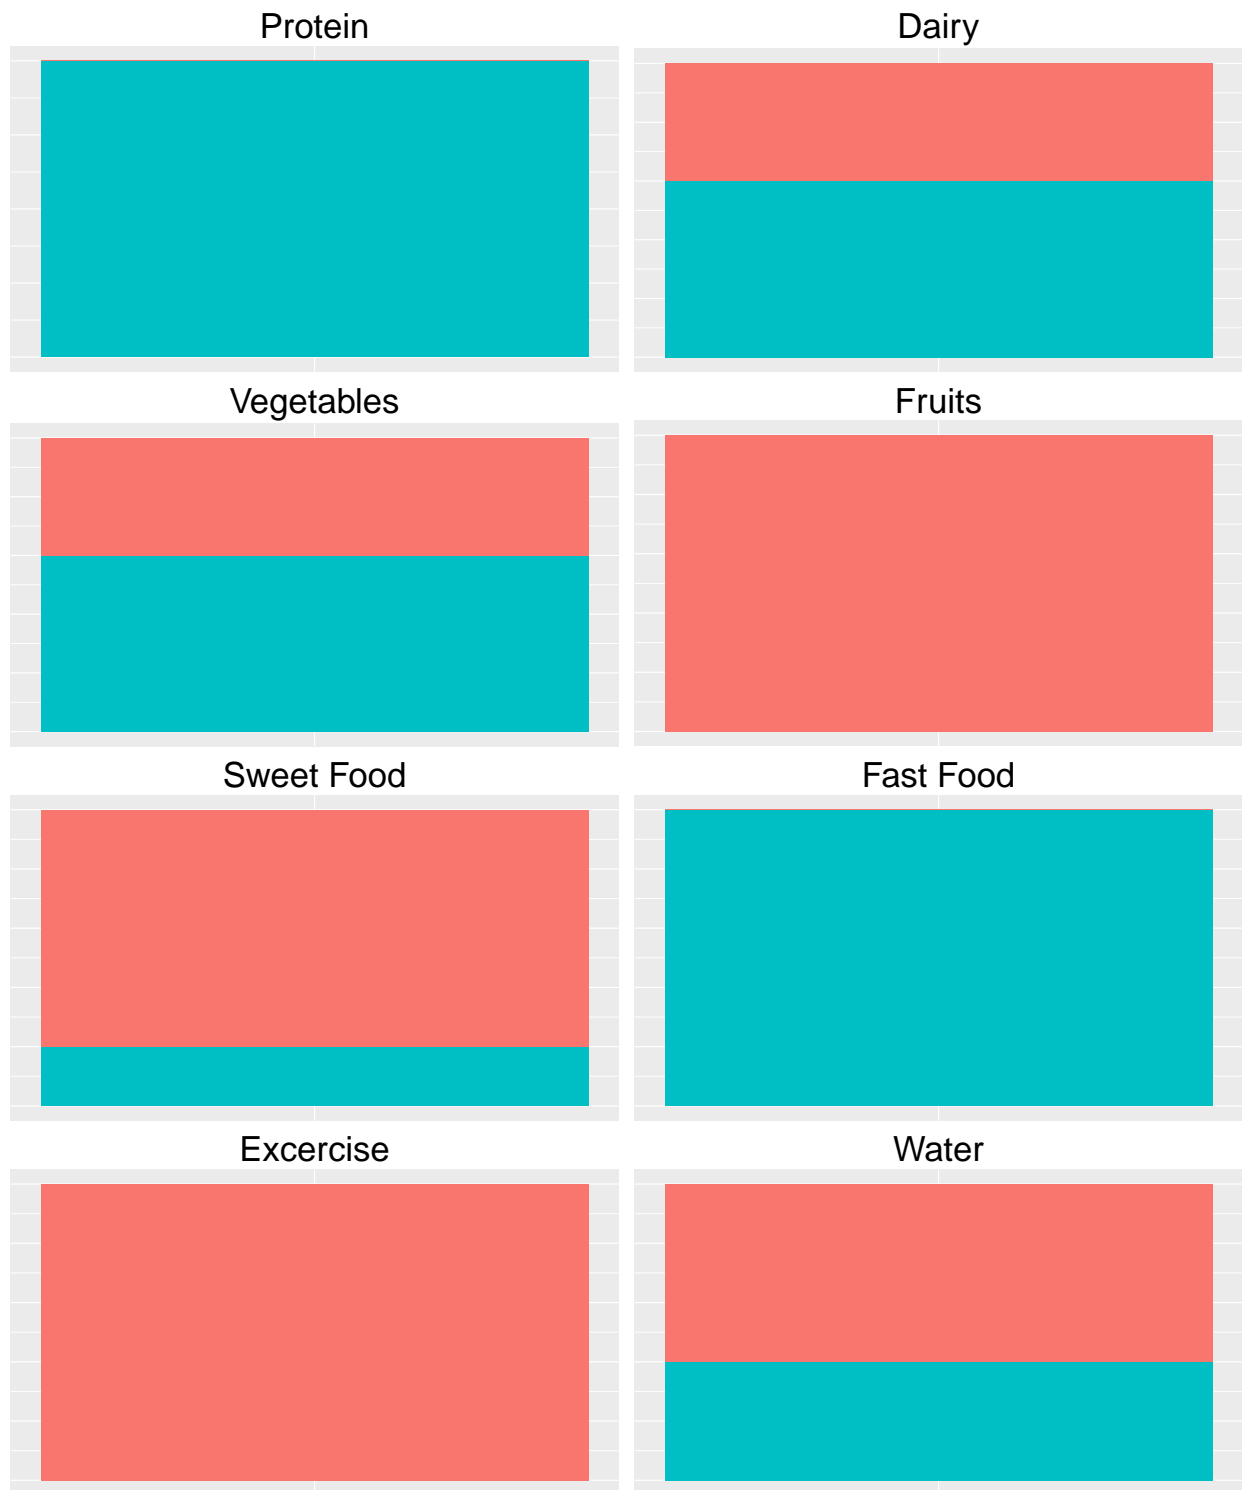 Protein
Dairy
Vegetables
Fruits
Sweet Food
Fast Food
Excercise
Water